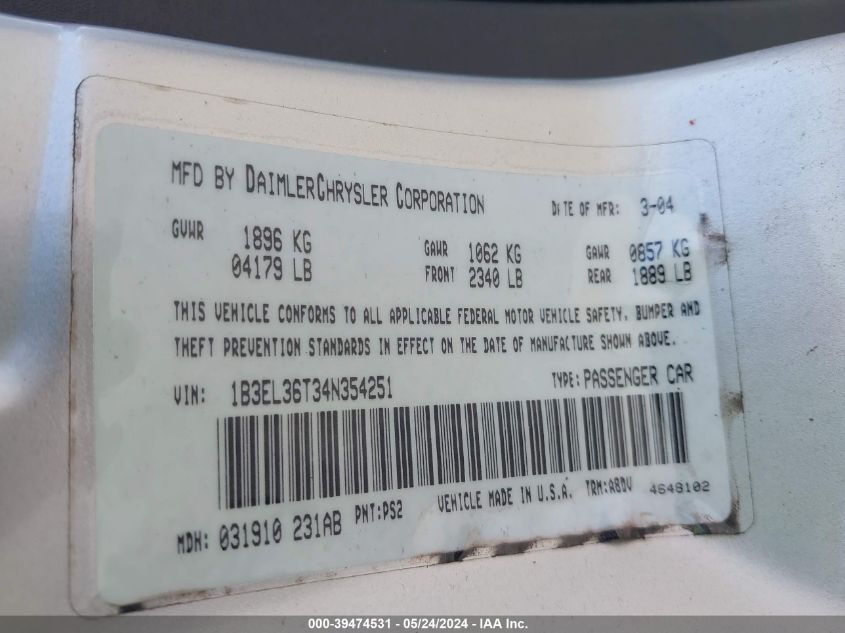 MFD BY DAIMLERCHRYSLER CORPORATION DATE OF MFR: 3-04
GVWR 1896 KG GAWR 1062 KG GAWR 0857 KG
04179 LB FRONT 2340 LB REAR 1889 LB
THIS VEHICLE CONFORMS TO ALL APPLICABLE FEDERAL MOTOR VEHICLE SAFETY, BUMPER AND
THEFT PREVENTION STANDARDS IN EFFECT ON THE DATE OF MANUFACTURE SHOWN ABOVE.
VIN: 1B3EL36T34N354251 TYPE: PASSENGER CAR
MDH: 031910 231AB PNT: PS2 VEHICLE MADE IN U.S.A. TRM: A8DV 4648102
000-39474531 - 05/24/2024 - IAA Inc.